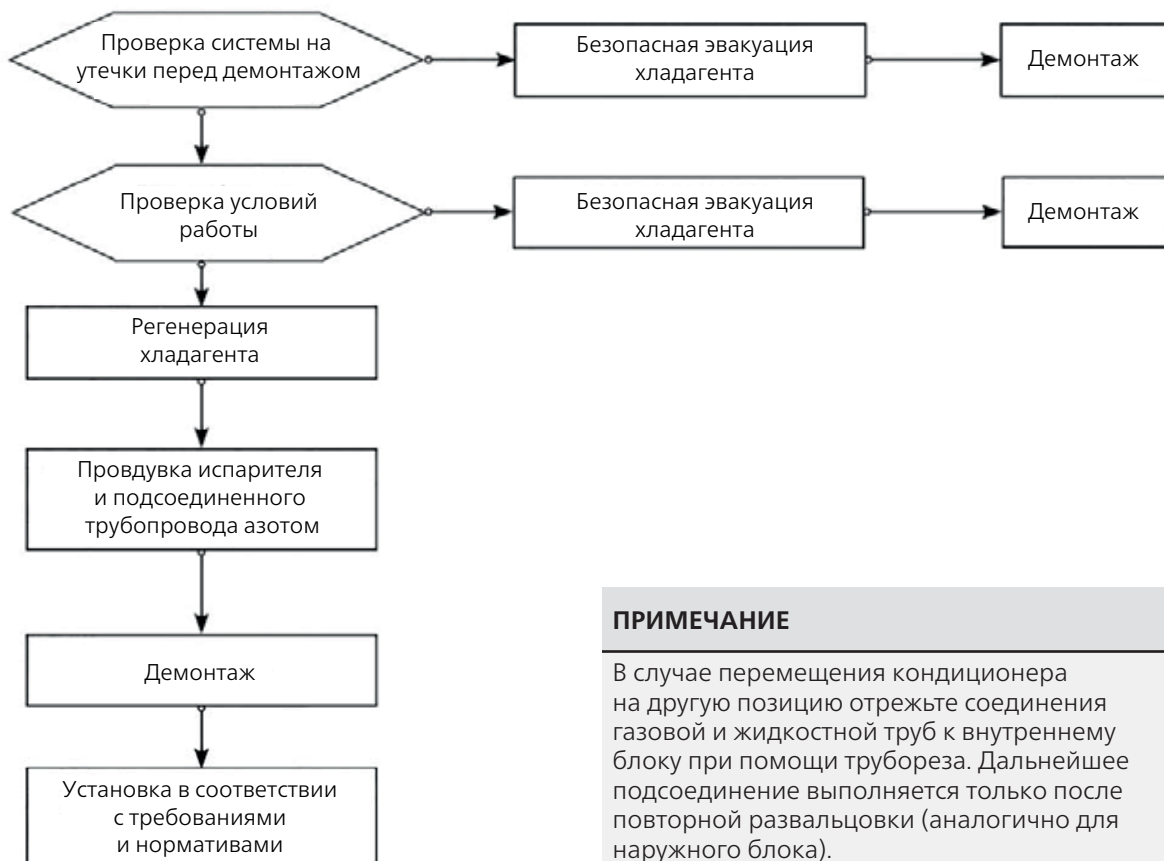 Проверка системы на
утечки перед демонтажом
Безопасная эвакуация
хладагента
Демонтаж
Проверка условий
работы
Безопасная эвакуация
хладагента
Демонтаж
Регенерация
хладагента
Провдувка испарителя
и подсоединенного
трубопровода азотом
Демонтаж
Установка в соответствии
с требованиями
и нормативами
ПРИМЕЧАНИЕ
В случае перемещения кондиционера
на другую позицию отрежьте соединения
газовой и жидкостной труб к внутреннему
блоку при помощи трубореза. Дальнейшее
подсоединение выполняется только после
повторной развальцовки (аналогично для
наружного блока).